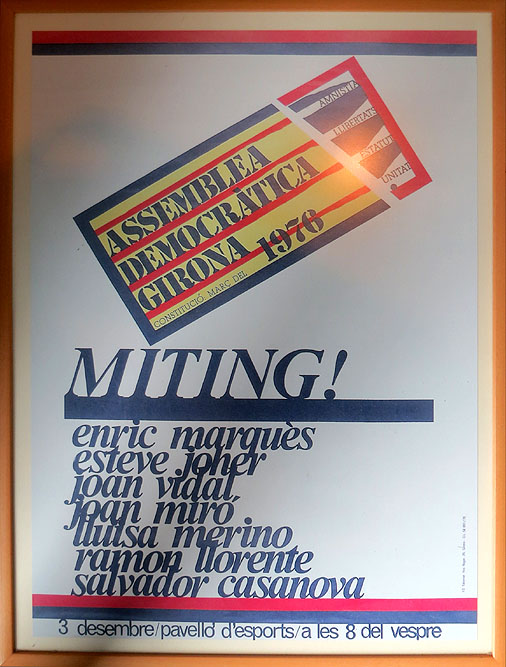 ASSEMBLEA
DEMOCRÀTICA
GIRONA 1976
CONSTITUCIÓ: MARÇ DEL
AMNISTIA
LLIBERTATS
ESTATUT
UNITAT
MITING!
enric marquès
esteve joher
joan vidal
joan miró
lluïsa merino
ramon llorente
salvador casanova
3 desembre/pavelló d'esports/a les 8 del vespre